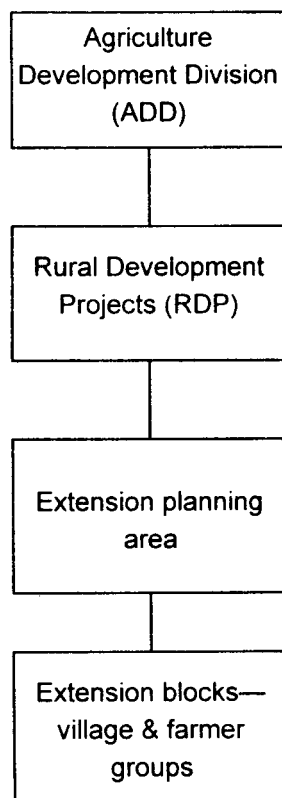 Agriculture
Development Division
(ADD)
Rural Development
Projects (RDP)
Extension planning
area
Extension blocks—
village & farmer
groups